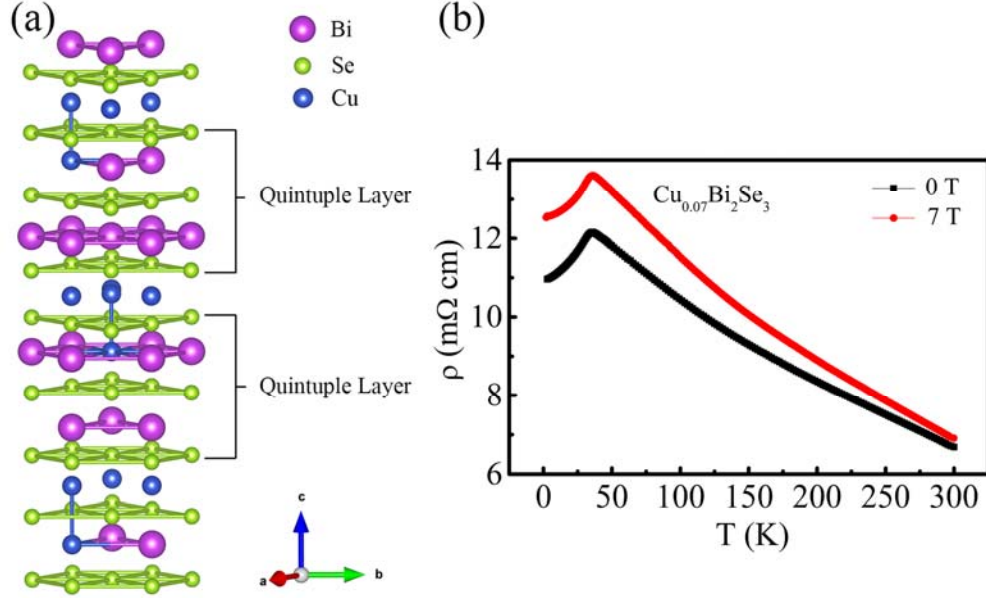 (a)
Bi
Se
Cu
Quintuple Layer
Quintuple Layer
c
a
b
(b)
14
12
10
8
6
ρ (mΩ cm)
Cu0.07Bi2Se3
0 T
7 T
0
50
100
150
200
250
300
T (K)